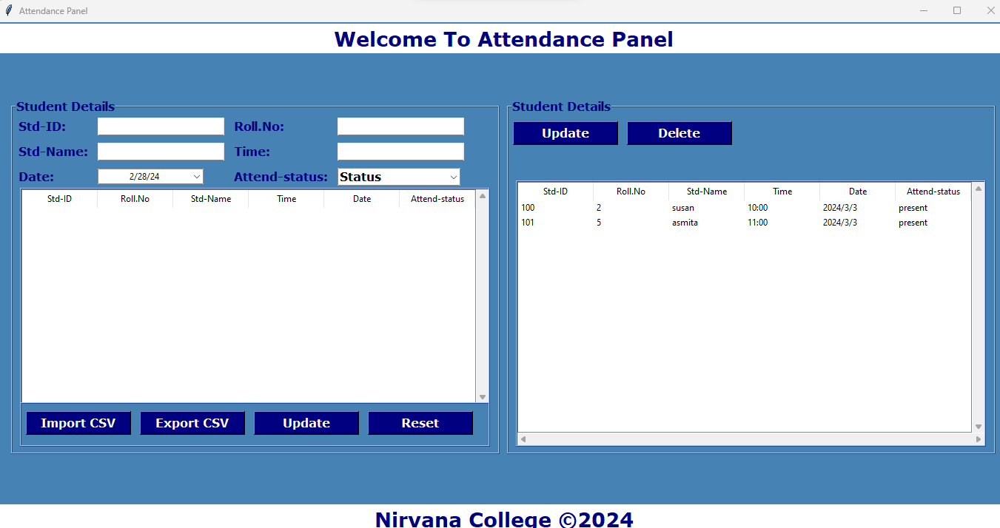 Attendance Panel
Welcome To Attendance Panel
Student Details
Std-ID: Roll.No:
Std-Name: Time:
Date: 2/28/24 Attend-status: Status
Std-ID Roll.No Std-Name Time Date Attend-status
Import CSV Export CSV Update Reset
Student Details
Update Delete
Std-ID Roll.No Std-Name Time Date Attend-status
100 2 susan 10:00 2024/3/3 present
101 5 asmita 11:00 2024/3/3 present
Nirvana College ©2024